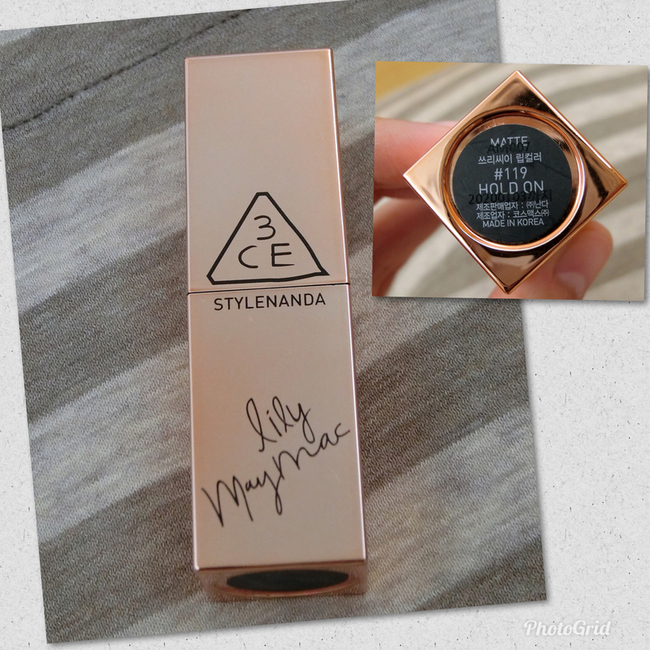 3
CE
STYLENANDA
lily
MayMac
MATTE
쓰리씨이 립컬러
#119
HOLD ON
제조판매업자 : ㈜난다
제조업자 : 코스맥스㈜
MADE IN KOREA
PhotoGrid